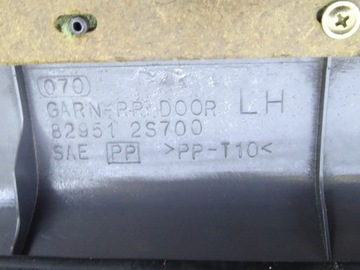 070
GARN-RR DOOR LH
82951 2S700
SAE PP >PP-T10<